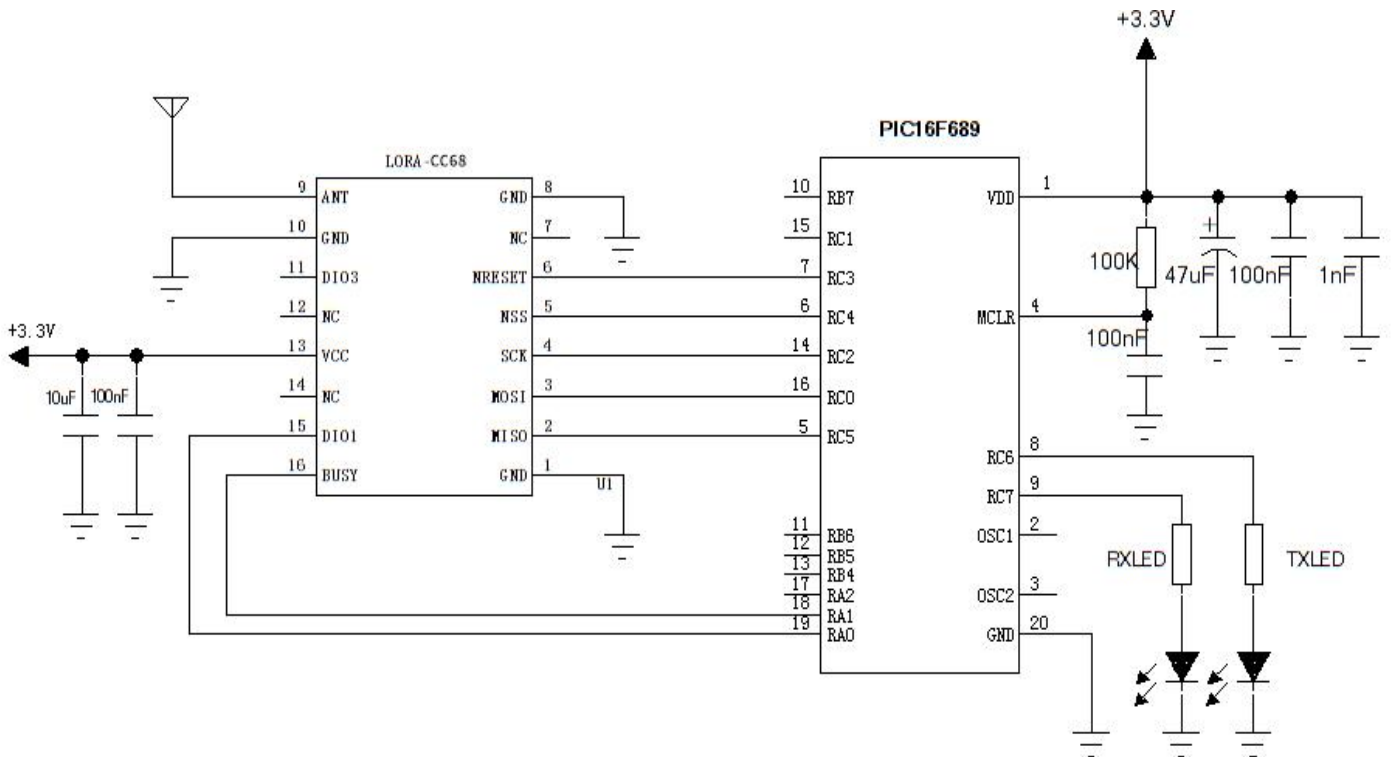 +3.3V
PIC16F689
LORA-CC68
9 ANT
10 GND
11 DIO3
12 NC
13 VCC
14 NC
15 DIO1
16 BUSY
GND 8
NC 7
NRESET 6
NSS 5
SCK 4
MOSI 3
MISO 2
GND 1
U1
+3.3V
10uF 100nF
10 RB7
15 RC1
7 RC3
6 RC4
14 RC2
16 RC0
5 RC5
11 RB6
12 RB5
13 RB4
17 RA2
18 RA1
19 RA0
VDD 1
MCLR 4
RC6 8
RC7 9
OSC1 2
OSC2 3
GND 20
100K
+
47uF 100nF 1nF
100nF
RXLED
TXLED